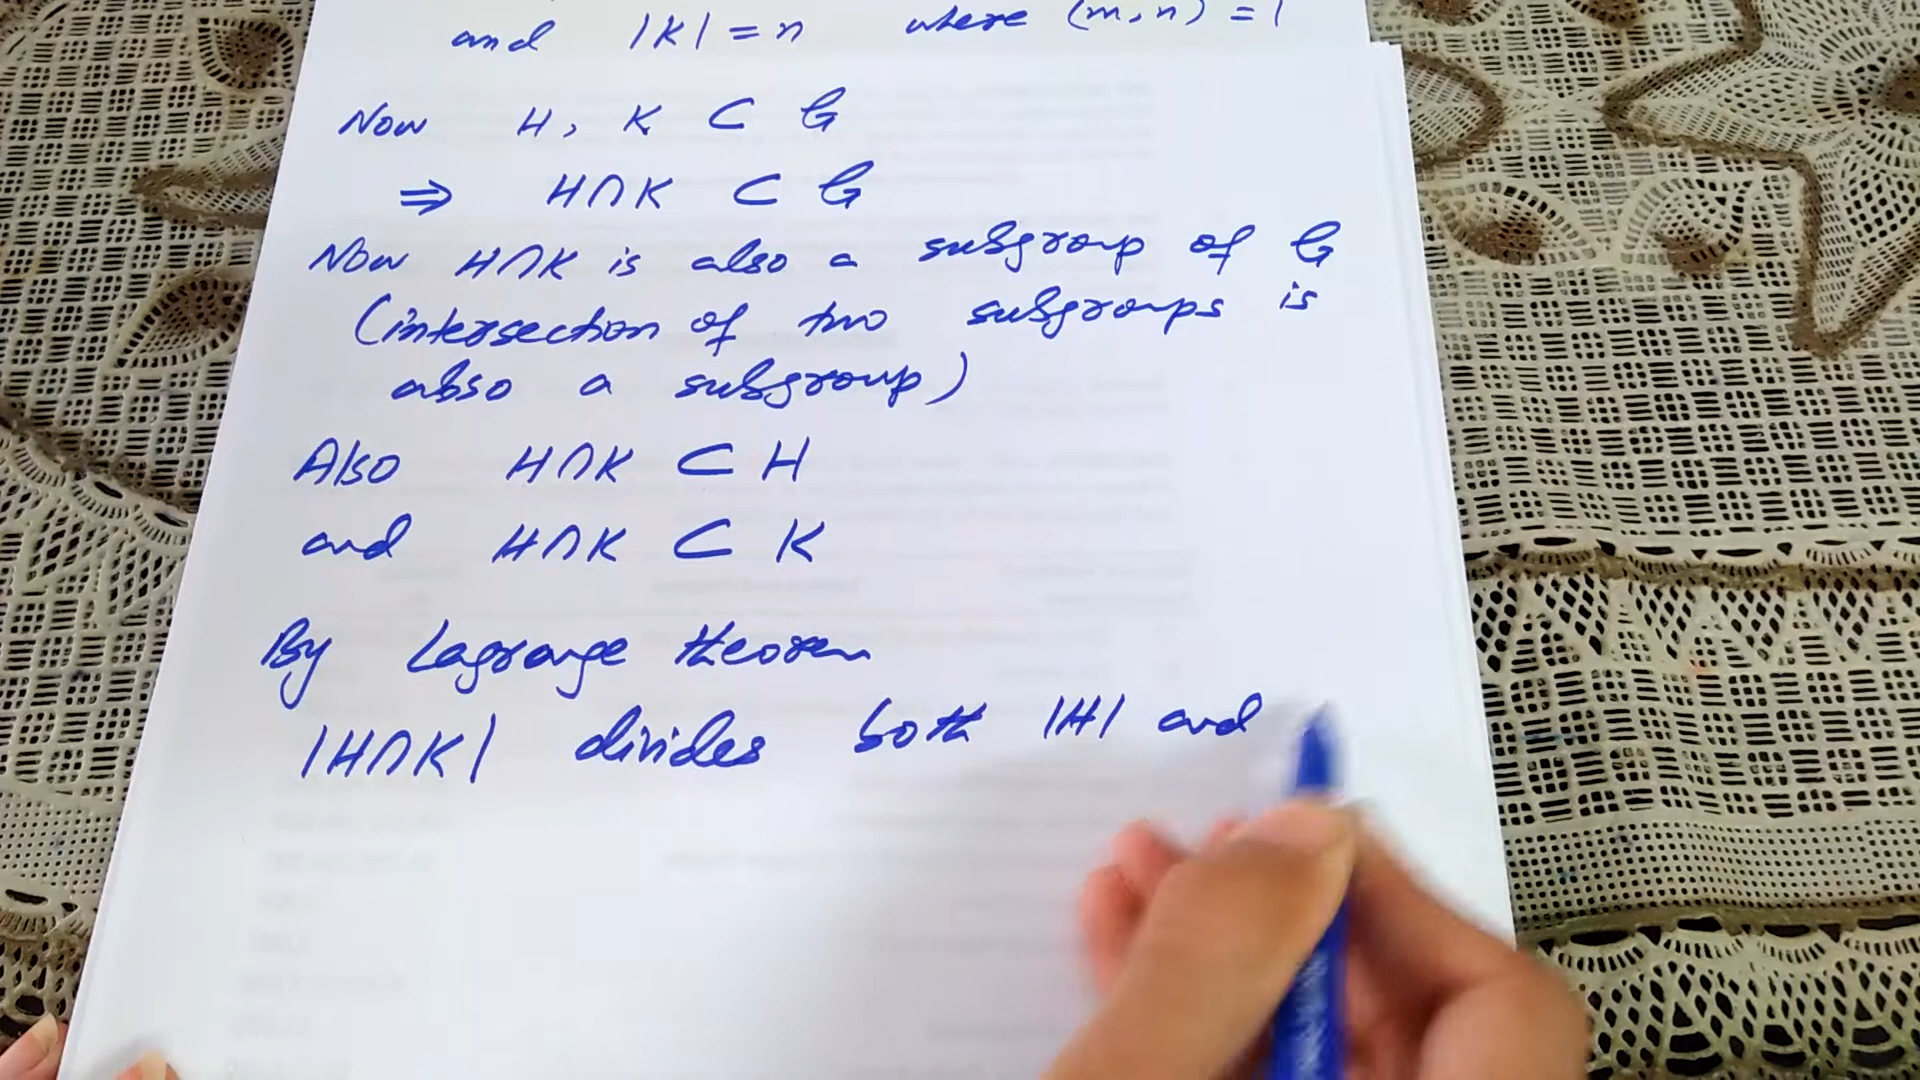 and |K| = n where (m,n) = 1
Now H, K ⊂ G
⇒ H∩K ⊂ G
Now H∩K is also a subgroup of G
(intersection of two subgroups is
also a subgroup)
Also H∩K ⊂ H
and H∩K ⊂ K
By Lagrange theorem
|H∩K| divides both |H| and